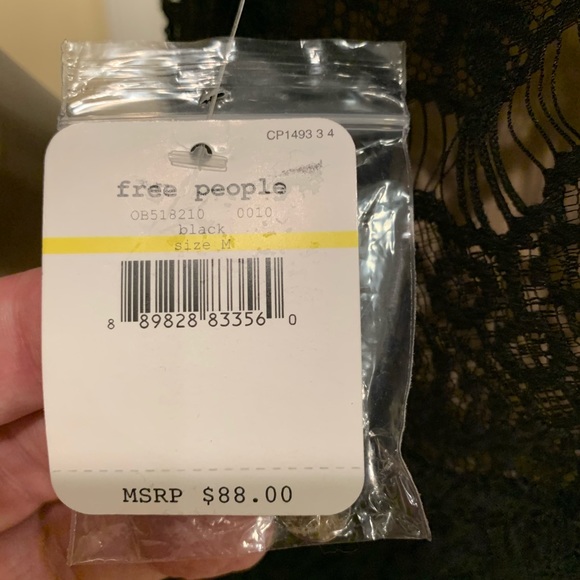 CP1493 3 4
free people
OB518210 0010
black
size M
8 89828 83356 0
MSRP $88.00